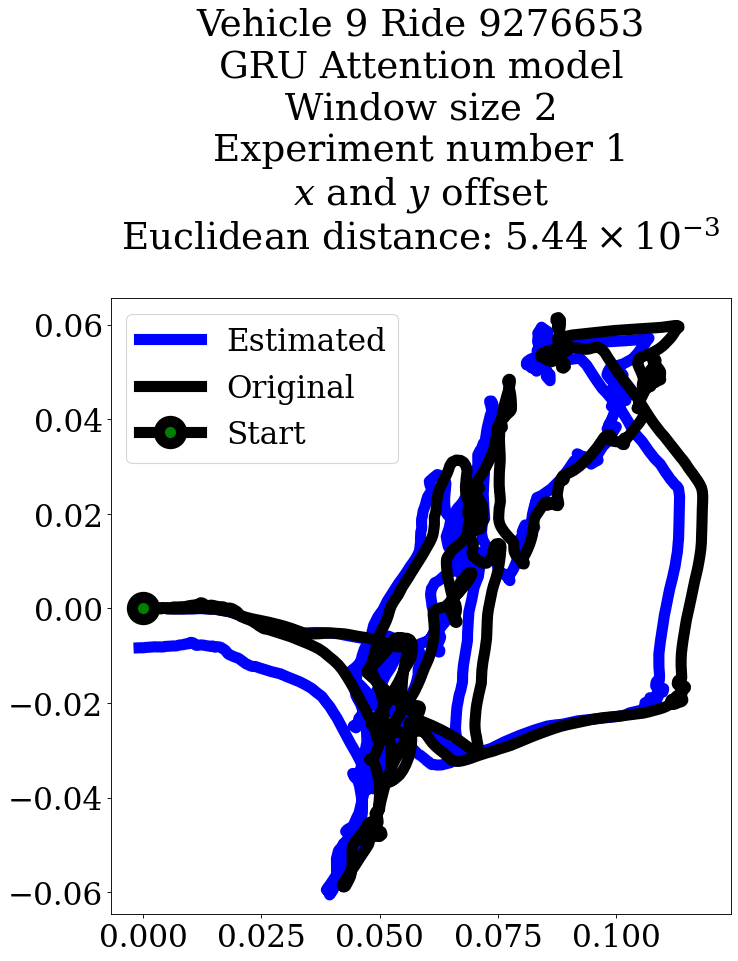 Vehicle 9 Ride 9276653
GRU Attention model
Window size 2
Experiment number 1
x and y offset
Euclidean distance: 5.44 × 10⁻³
Estimated
Original
Start
0.06
0.04
0.02
0.00
−0.02
−0.04
−0.06
0.000 0.025 0.050 0.075 0.100